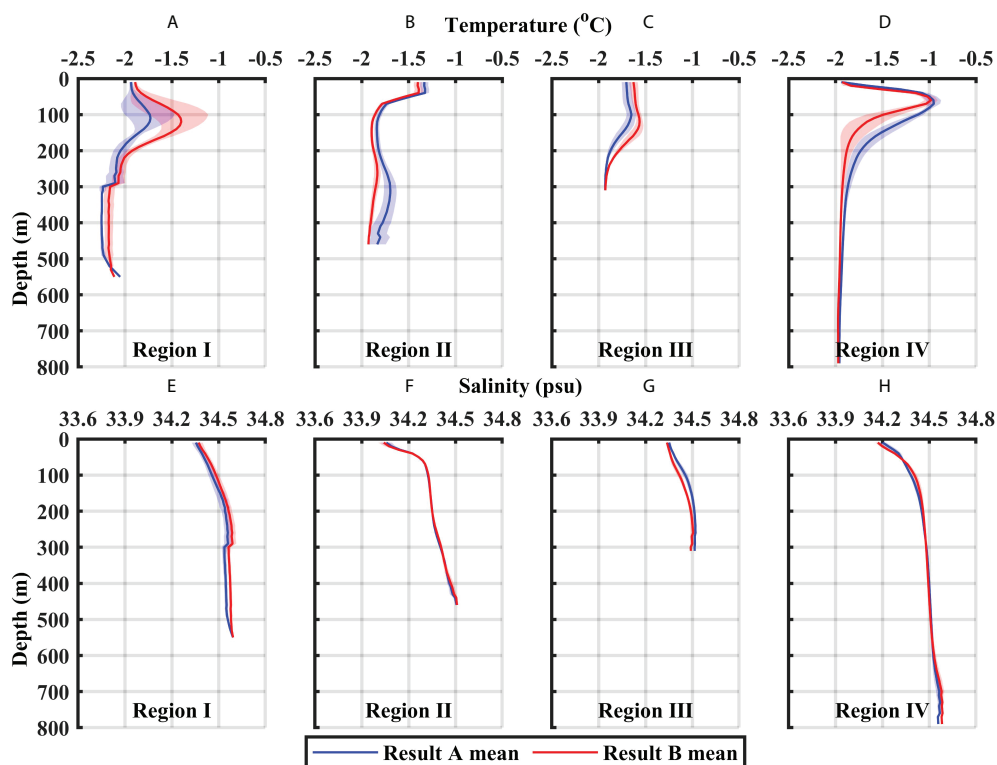 A B C D
Temperature (°C)
-2.5 -2 -1.5 -1 -0.5 -2.5 -2 -1.5 -1 -0.5 -2.5 -2 -1.5 -1 -0.5 -2.5 -2 -1.5 -1 -0.5
0
100
200
300
400
500
600
700
800
Depth (m)
Region I Region II Region III Region IV
E F G H
Salinity (psu)
33.6 33.9 34.2 34.5 34.8 33.6 33.9 34.2 34.5 34.8 33.6 33.9 34.2 34.5 34.8 33.6 33.9 34.2 34.5 34.8
0
100
200
300
400
500
600
700
800
Depth (m)
Region I Region II Region III Region IV
Result A mean Result B mean